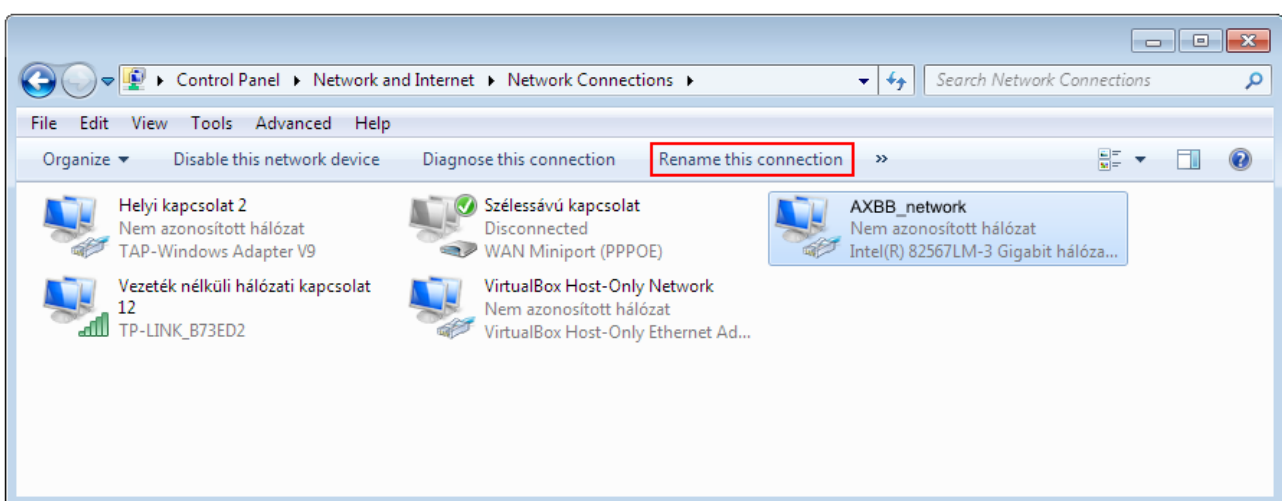 Control Panel Network and Internet Network Connections Search Network Connections
File Edit View Tools Advanced Help
Organize Disable this network device Diagnose this connection Rename this connection »
Helyi kapcsolat 2
Nem azonosított hálózat
TAP-Windows Adapter V9
Szélessávú kapcsolat
Disconnected
WAN Miniport (PPPOE)
AXBB_network
Nem azonosított hálózat
Intel(R) 82567LM-3 Gigabit hálóza...
Vezeték nélküli hálózati kapcsolat
12
TP-LINK_B73ED2
VirtualBox Host-Only Network
Nem azonosított hálózat
VirtualBox Host-Only Ethernet Ad...